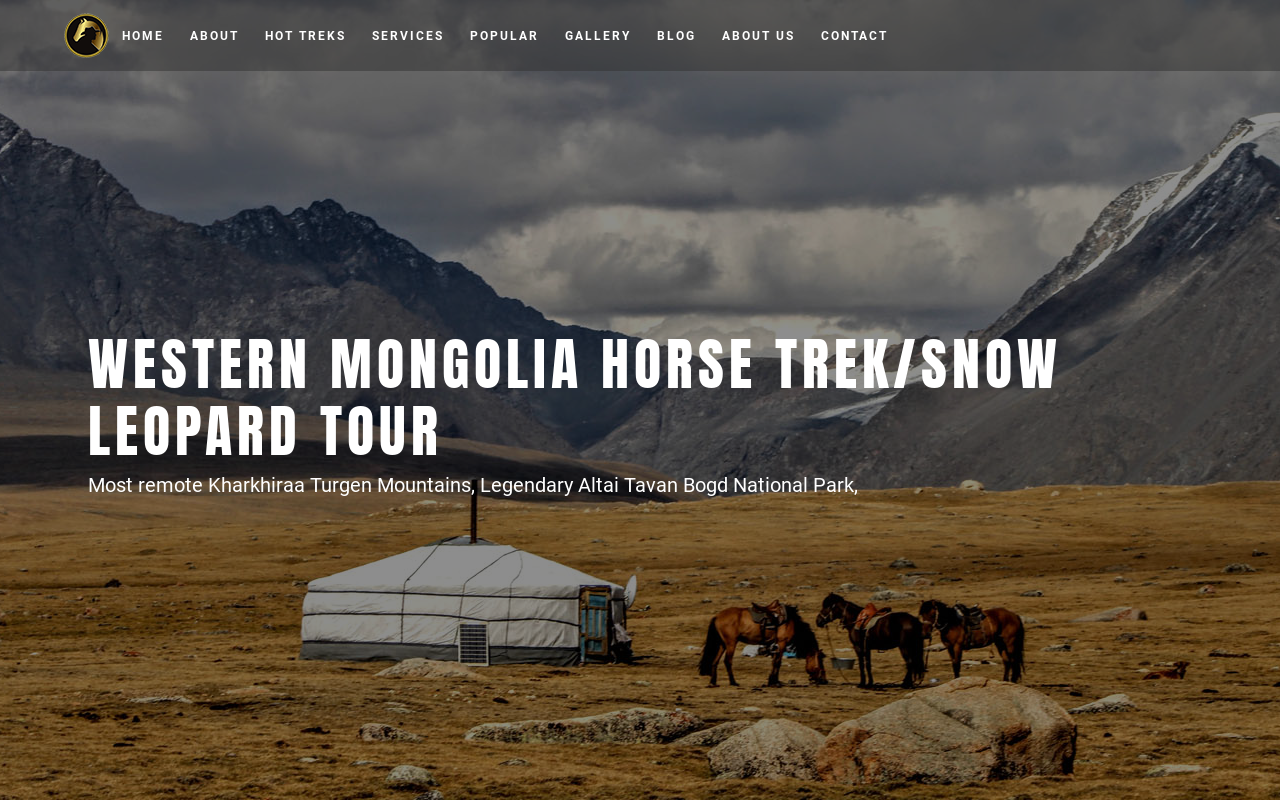 HOME ABOUT HOT TREKS SERVICES POPULAR GALLERY BLOG ABOUT US CONTACT
WESTERN MONGOLIA HORSE TREK/SNOW
LEOPARD TOUR
Most remote Kharkhiraa Turgen Mountains, Legendary Altai Tavan Bogd National Park,